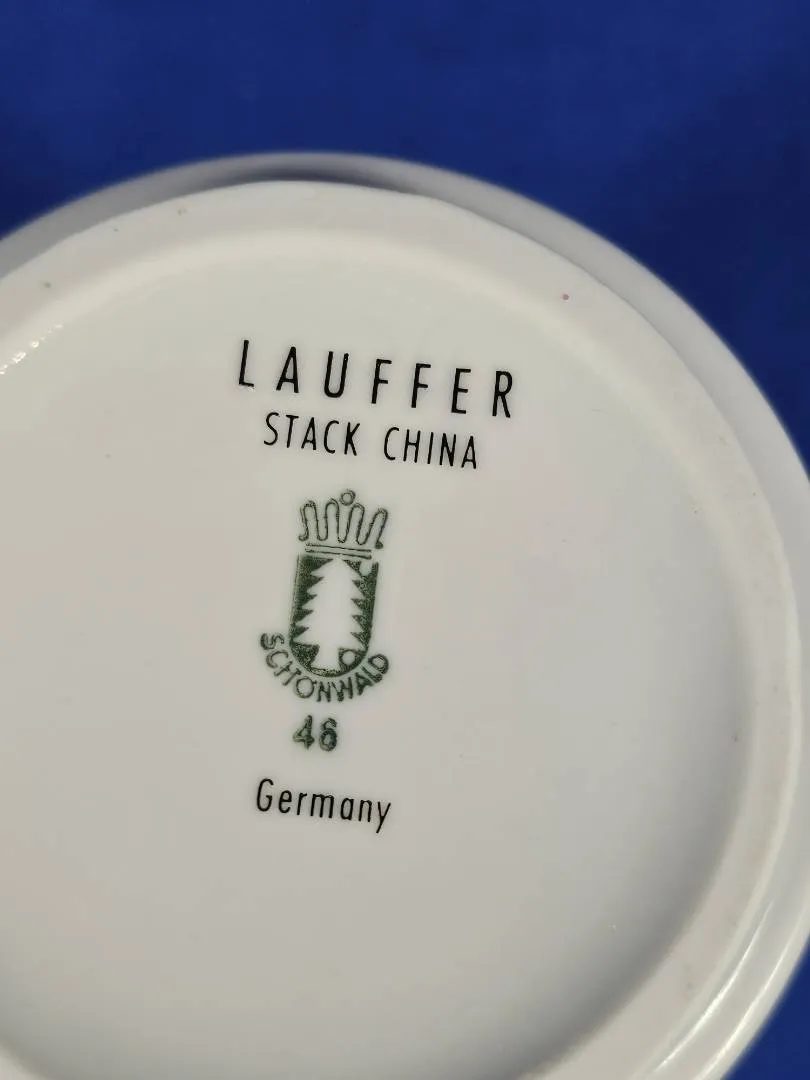 LAUFFER
STACK CHINA
SCHÖNWALD
46
Germany